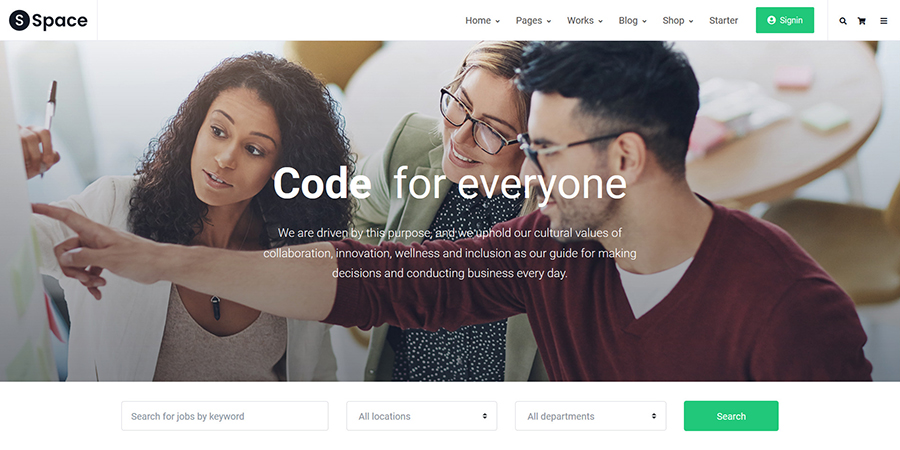 S Space
Home Pages Works Blog Shop Starter Signin
Code for everyone
We are driven by this purpose, and we uphold our cultural values of
collaboration, innovation, wellness and inclusion as our guide for making
decisions and conducting business every day.
Search for jobs by keyword All locations All departments Search